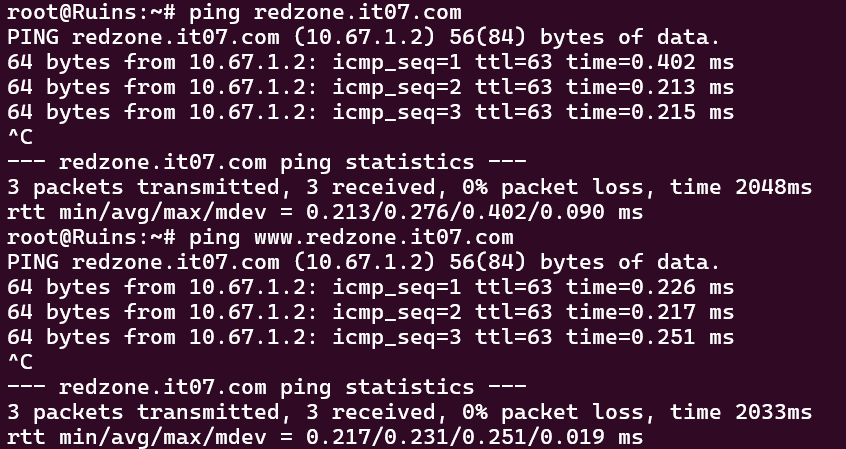 root@Ruins:~# ping redzone.it07.com
PING redzone.it07.com (10.67.1.2) 56(84) bytes of data.
64 bytes from 10.67.1.2: icmp_seq=1 ttl=63 time=0.402 ms
64 bytes from 10.67.1.2: icmp_seq=2 ttl=63 time=0.213 ms
64 bytes from 10.67.1.2: icmp_seq=3 ttl=63 time=0.215 ms
^C
--- redzone.it07.com ping statistics ---
3 packets transmitted, 3 received, 0% packet loss, time 2048ms
rtt min/avg/max/mdev = 0.213/0.276/0.402/0.090 ms
root@Ruins:~# ping www.redzone.it07.com
PING redzone.it07.com (10.67.1.2) 56(84) bytes of data.
64 bytes from 10.67.1.2: icmp_seq=1 ttl=63 time=0.226 ms
64 bytes from 10.67.1.2: icmp_seq=2 ttl=63 time=0.217 ms
64 bytes from 10.67.1.2: icmp_seq=3 ttl=63 time=0.251 ms
^C
--- redzone.it07.com ping statistics ---
3 packets transmitted, 3 received, 0% packet loss, time 2033ms
rtt min/avg/max/mdev = 0.217/0.231/0.251/0.019 ms